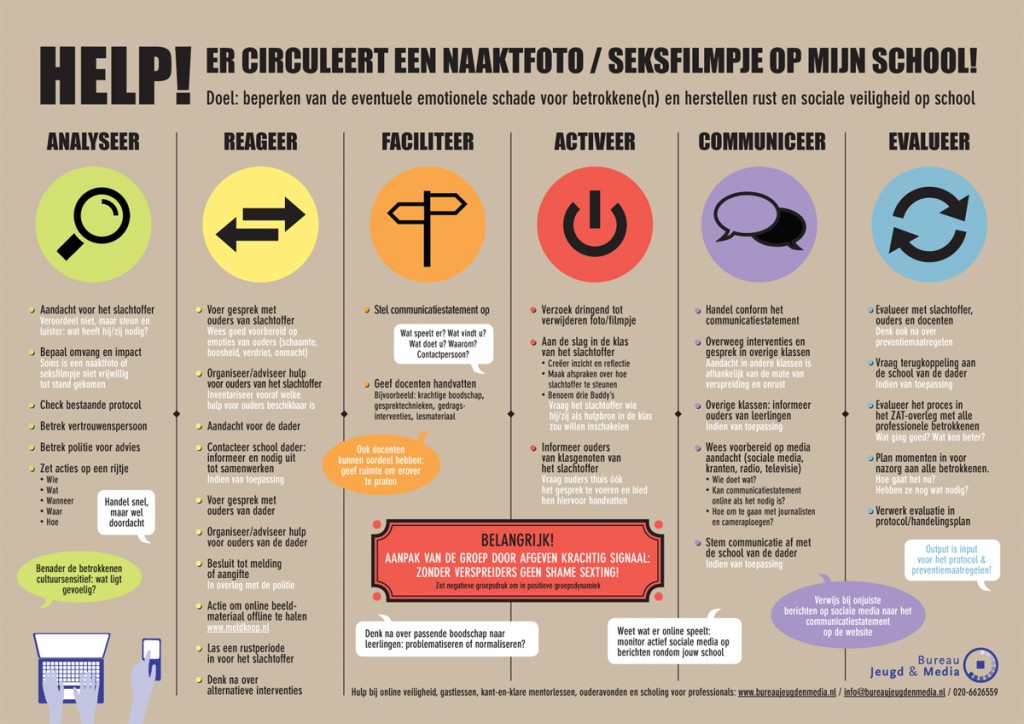 HELP!
ER CIRCULEERT EEN NAAKTFOTO / SEKSFILMPJE OP MIJN SCHOOL!
Doel: beperken van de eventuele emotionele schade voor betrokkene(n) en herstellen rust en sociale veiligheid op school
ANALYSEER
Aandacht voor het slachtoffer
Veroordeel niet, maar steun en
luister: wat heeft hij/zij nodig?
Bepaal omvang en impact
Soms is een naaktfoto of
seksfilmpje niet vrijwillig
tot stand gekomen
Check bestaande protocol
Betrek vertrouwenspersoon
Betrek politie voor advies
Zet acties op een rijtje
• Wie
• Wat
• Wanneer
• Waar
• Hoe
Handel snel,
maar wel
doordacht
Benader de betrokkenen
cultuursensitief: wat ligt
gevoelig?
REAGEER
Voer gesprek met
ouders van slachtoffer
Wees goed voorbereid op
emoties van ouders (schaamte,
boosheid, verdriet, onmacht)
Organiseer/adviseer hulp
voor ouders van het slachtoffer
Inventariseer vooraf welke
hulp voor ouders beschikbaar is
Aandacht voor de dader
Contacteer school dader:
informeer en nodig uit
tot samenwerken
Indien van toepassing
Voer gesprek met
ouders van dader
Organiseer/adviseer hulp
voor ouders van de dader
Besluit tot melding
of aangifte
In overleg met de politie
Actie om online beeld-
materiaal offline te halen
www.meldknop.nl
Las een rustperiode
in voor het slachtoffer
Denk na over
alternatieve interventies
FACILITEER
Stel communicatiestatement op
Wat speelt er? Wat vindt u?
Wat doet u? Waarom?
Contactpersoon?
Geef docenten handvatten
Bijvoorbeeld: krachtige boodschap,
gesprektechnieken, gedrags-
interventies, lesmateriaal
Ook docenten
kunnen oordeel hebben:
geef ruimte om erover
te praten
ACTIVEER
Verzoek dringend tot
verwijderen foto/filmpje
Aan de slag in de klas
van het slachtoffer
• Creëer inzicht en reflectie
• Maak afspraken over hoe
slachtoffer te steunen
• Benoem drie Buddy's
Vraag het slachtoffer wie
hij/zij als hulpbron in de klas
zou willen inschakelen
Informeer ouders
van klasgenoten van
het slachtoffer
Vraag ouders thuis óók
het gesprek te voeren en bied
hen hiervoor handvatten
BELANGRIJK!
AANPAK VAN DE GROEP DOOR AFGEVEN KRACHTIG SIGNAAL:
ZONDER VERSPREIDERS GEEN SHAME SEXTING!
Zet negatieve groepsdruk om in positieve groepsdynamiek
Denk na over passende boodschap naar
leerlingen: problematiseren of normaliseren?
Weet wat er online speelt:
monitor actief sociale media op
berichten rondom jouw school
COMMUNICEER
Handel conform het
communicatiestatement
Overweeg interventies en
gesprek in overige klassen
Aandacht in andere klassen is
afhankelijk van de mate van
verspreiding en onrust
Overige klassen: informeer
ouders van leerlingen
Indien van toepassing
Wees voorbereid op media
aandacht (sociale media,
kranten, radio, televisie)
• Wie doet wat?
• Kan communicatiestatement
online als het nodig is?
• Hoe om te gaan met journalisten
en cameraploegen?
Stem communicatie af met
de school van de dader
Indien van toepassing
Verwijs bij onjuiste
berichten op sociale media naar het
communicatiestatement
op de website
EVALUEER
Evalueer met slachtoffer,
ouders en docenten
Denk ook na over
preventiemaatregelen
Vraag terugkoppeling aan
de school van de dader
Indien van toepassing
Evalueer het proces in
het ZAT-overleg met alle
professionele betrokkenen
Wat ging goed? Wat kon beter?
Plan momenten in voor
nazorg aan alle betrokkenen.
Hoe gaat het nu?
Hebben ze nog wat nodig?
Verwerk evaluatie in
protocol/handelingsplan
Output is input
voor het protocol &
preventiemaatregelen!
Bureau
Jeugd & Media
Hulp bij online veiligheid, gastlessen, kant-en-klare mentorlessen, ouderavonden en scholing voor professionals: www.bureaujeugdenmedia.nl / info@bureaujeugdenmedia.nl / 020-6626559